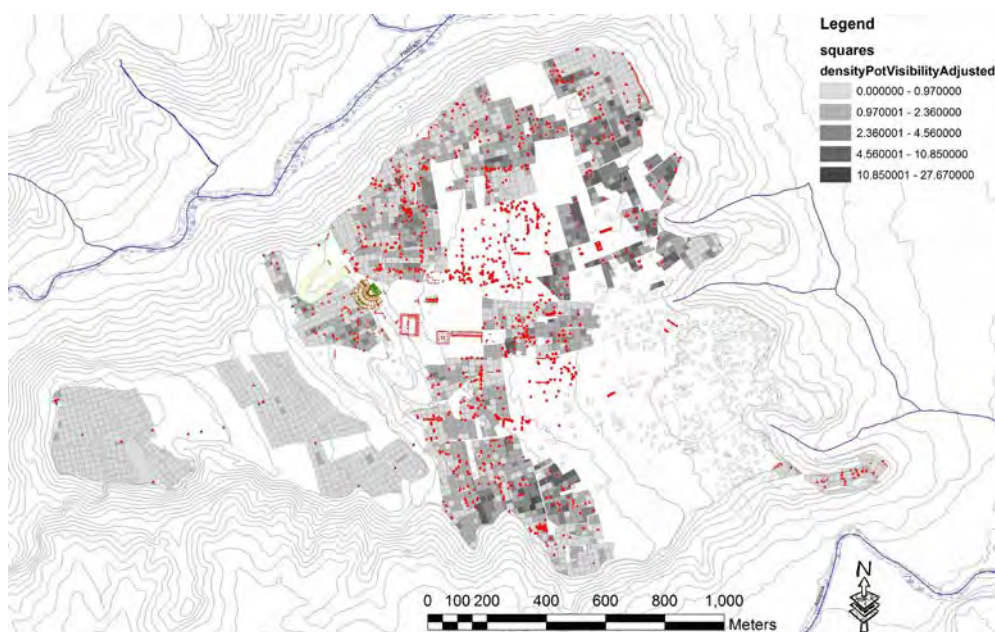 Legend
squares
densityPotVisibilityAdjusted
0.000000 - 0.970000
0.970001 - 2.360000
2.360001 - 4.560000
4.560001 - 10.850000
10.850001 - 27.670000
N
0 100 200 400 600 800 1,000
Meters